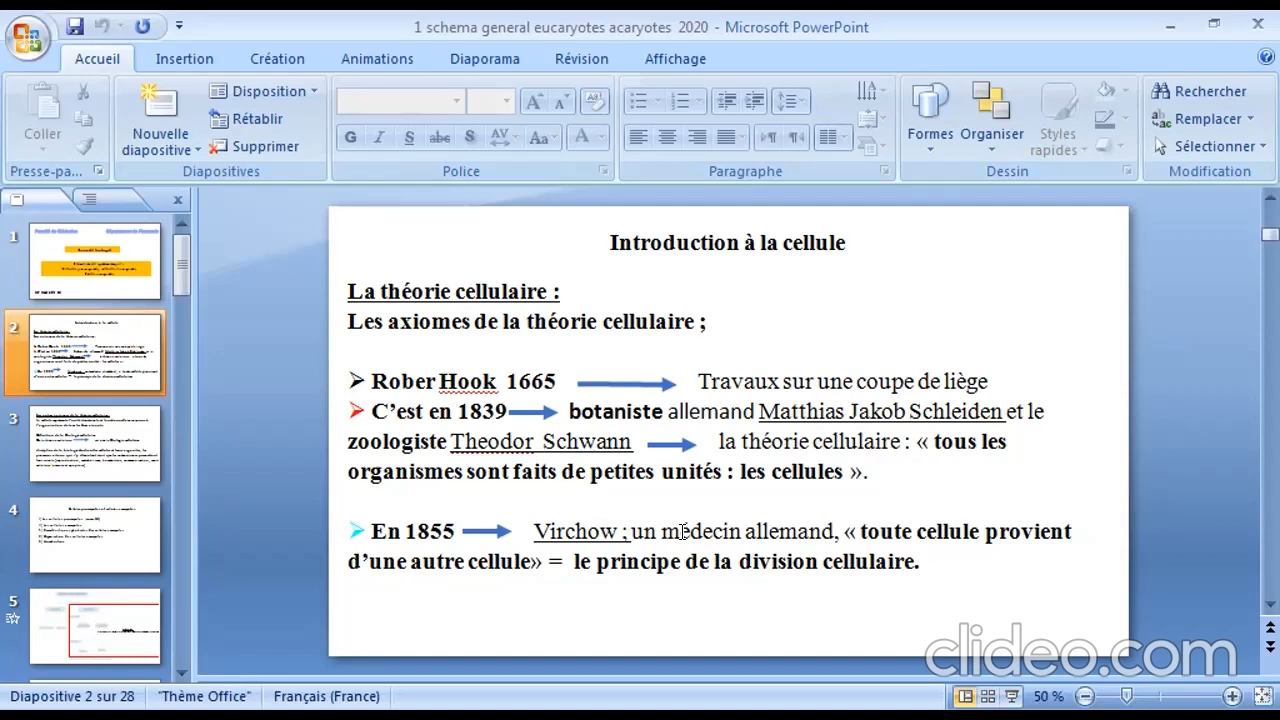 1 schema general eucaryotes acaryotes 2020 - Microsoft PowerPoint
Accueil Insertion Création Animations Diaporama Révision Affichage
Coller
Nouvelle diapositive
Disposition
Rétablir
Supprimer
Formes Organiser Styles rapides
Rechercher
Remplacer
Sélectionner
Presse-pa... Diapositives Police Paragraphe Dessin Modification
1
2
3
4
5
Introduction à la cellule
La théorie cellulaire :
Les axiomes de la théorie cellulaire ;
Rober Hook 1665 Travaux sur une coupe de liège
C'est en 1839 botaniste allemand Matthias Jakob Schleiden et le
zoologiste Theodor Schwann la théorie cellulaire : « tous les
organismes sont faits de petites unités : les cellules ».
En 1855 Virchow ; un médecin allemand, « toute cellule provient
d'une autre cellule» = le principe de la division cellulaire.
clideo.com
Diapositive 2 sur 28 "Thème Office" Français (France) 50 %